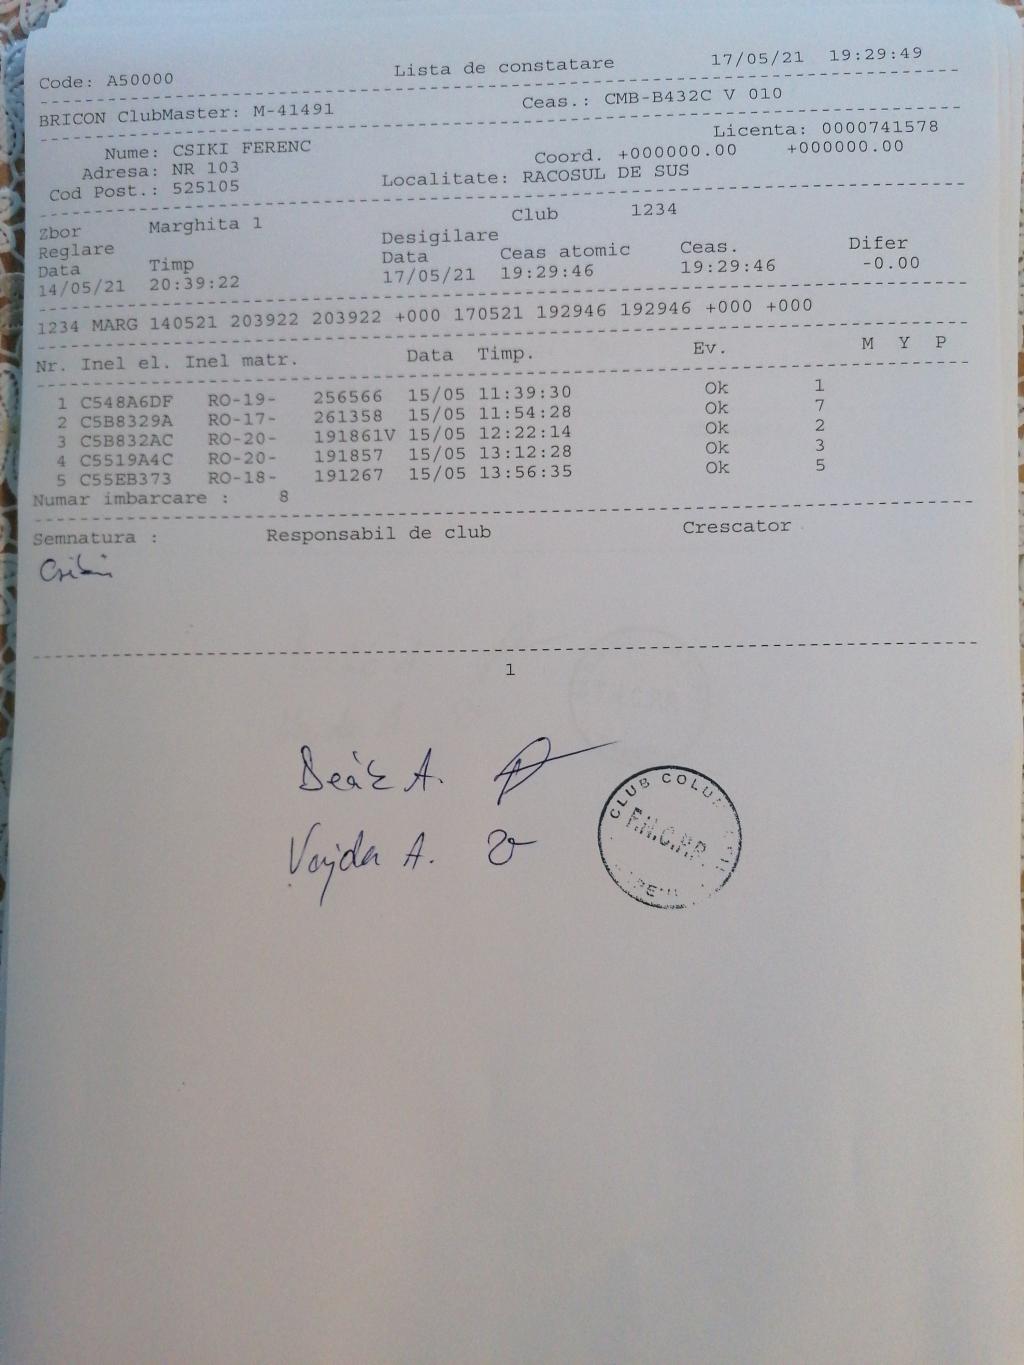 Code: A50000 Lista de constatare 17/05/21 19:29:49
BRICON ClubMaster: M-41491 Ceas.: CMB-B432C V 010
Licenta: 0000741578
Nume: CSIKI FERENC Coord. +000000.00 +000000.00
Adresa: NR 103 Localitate: RACOSUL DE SUS
Cod Post.: 525105
Zbor Marghita 1 Club 1234
Reglare Desigilare
Data Timp Data Ceas atomic Ceas. Difer
14/05/21 20:39:22 17/05/21 19:29:46 19:29:46 -0.00
1234 MARG 140521 203922 203922 +000 170521 192946 192946 +000 +000
Nr. Inel el. Inel matr. Data Timp. Ev. M Y P
1 C548A6DF RO-19- 256566 15/05 11:39:30 Ok 1
2 C5B8329A RO-17- 261358 15/05 11:54:28 Ok 7
3 C5B832AC RO-20- 191861V 15/05 12:22:14 Ok 2
4 C5519A4C RO-20- 191857 15/05 13:12:28 Ok 3
5 C55EB373 RO-18- 191267 15/05 13:56:35 Ok 5
Numar imbarcare : 8
Semnatura : Responsabil de club Crescator
Csiki
1
Deák A.
Vajda A.
CLUB COLU
F.N.C.P.R.